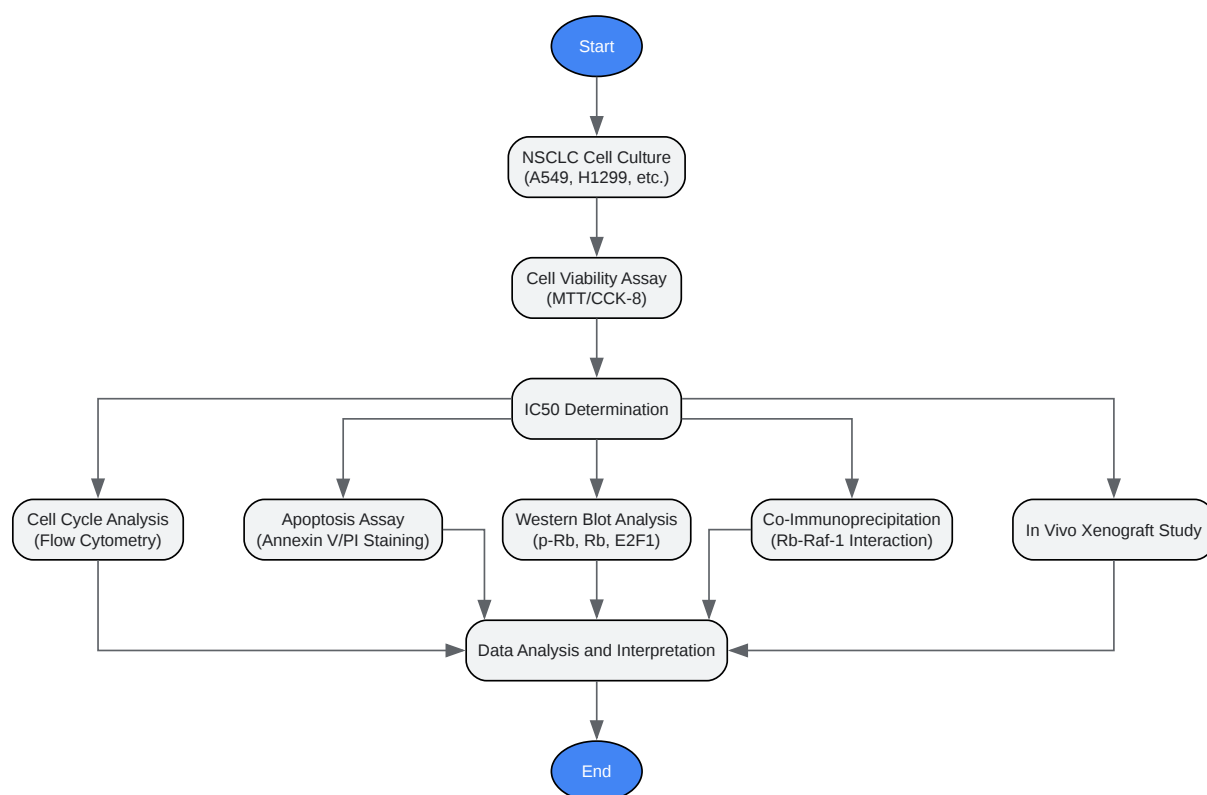 Start
NSCLC Cell Culture
(A549, H1299, etc.)
Cell Viability Assay
(MTT/CCK-8)
IC50 Determination
Cell Cycle Analysis
(Flow Cytometry)
Apoptosis Assay
(Annexin V/PI Staining)
Western Blot Analysis
(p-Rb, Rb, E2F1)
Co-Immunoprecipitation
(Rb-Raf-1 Interaction)
In Vivo Xenograft Study
Data Analysis and Interpretation
End